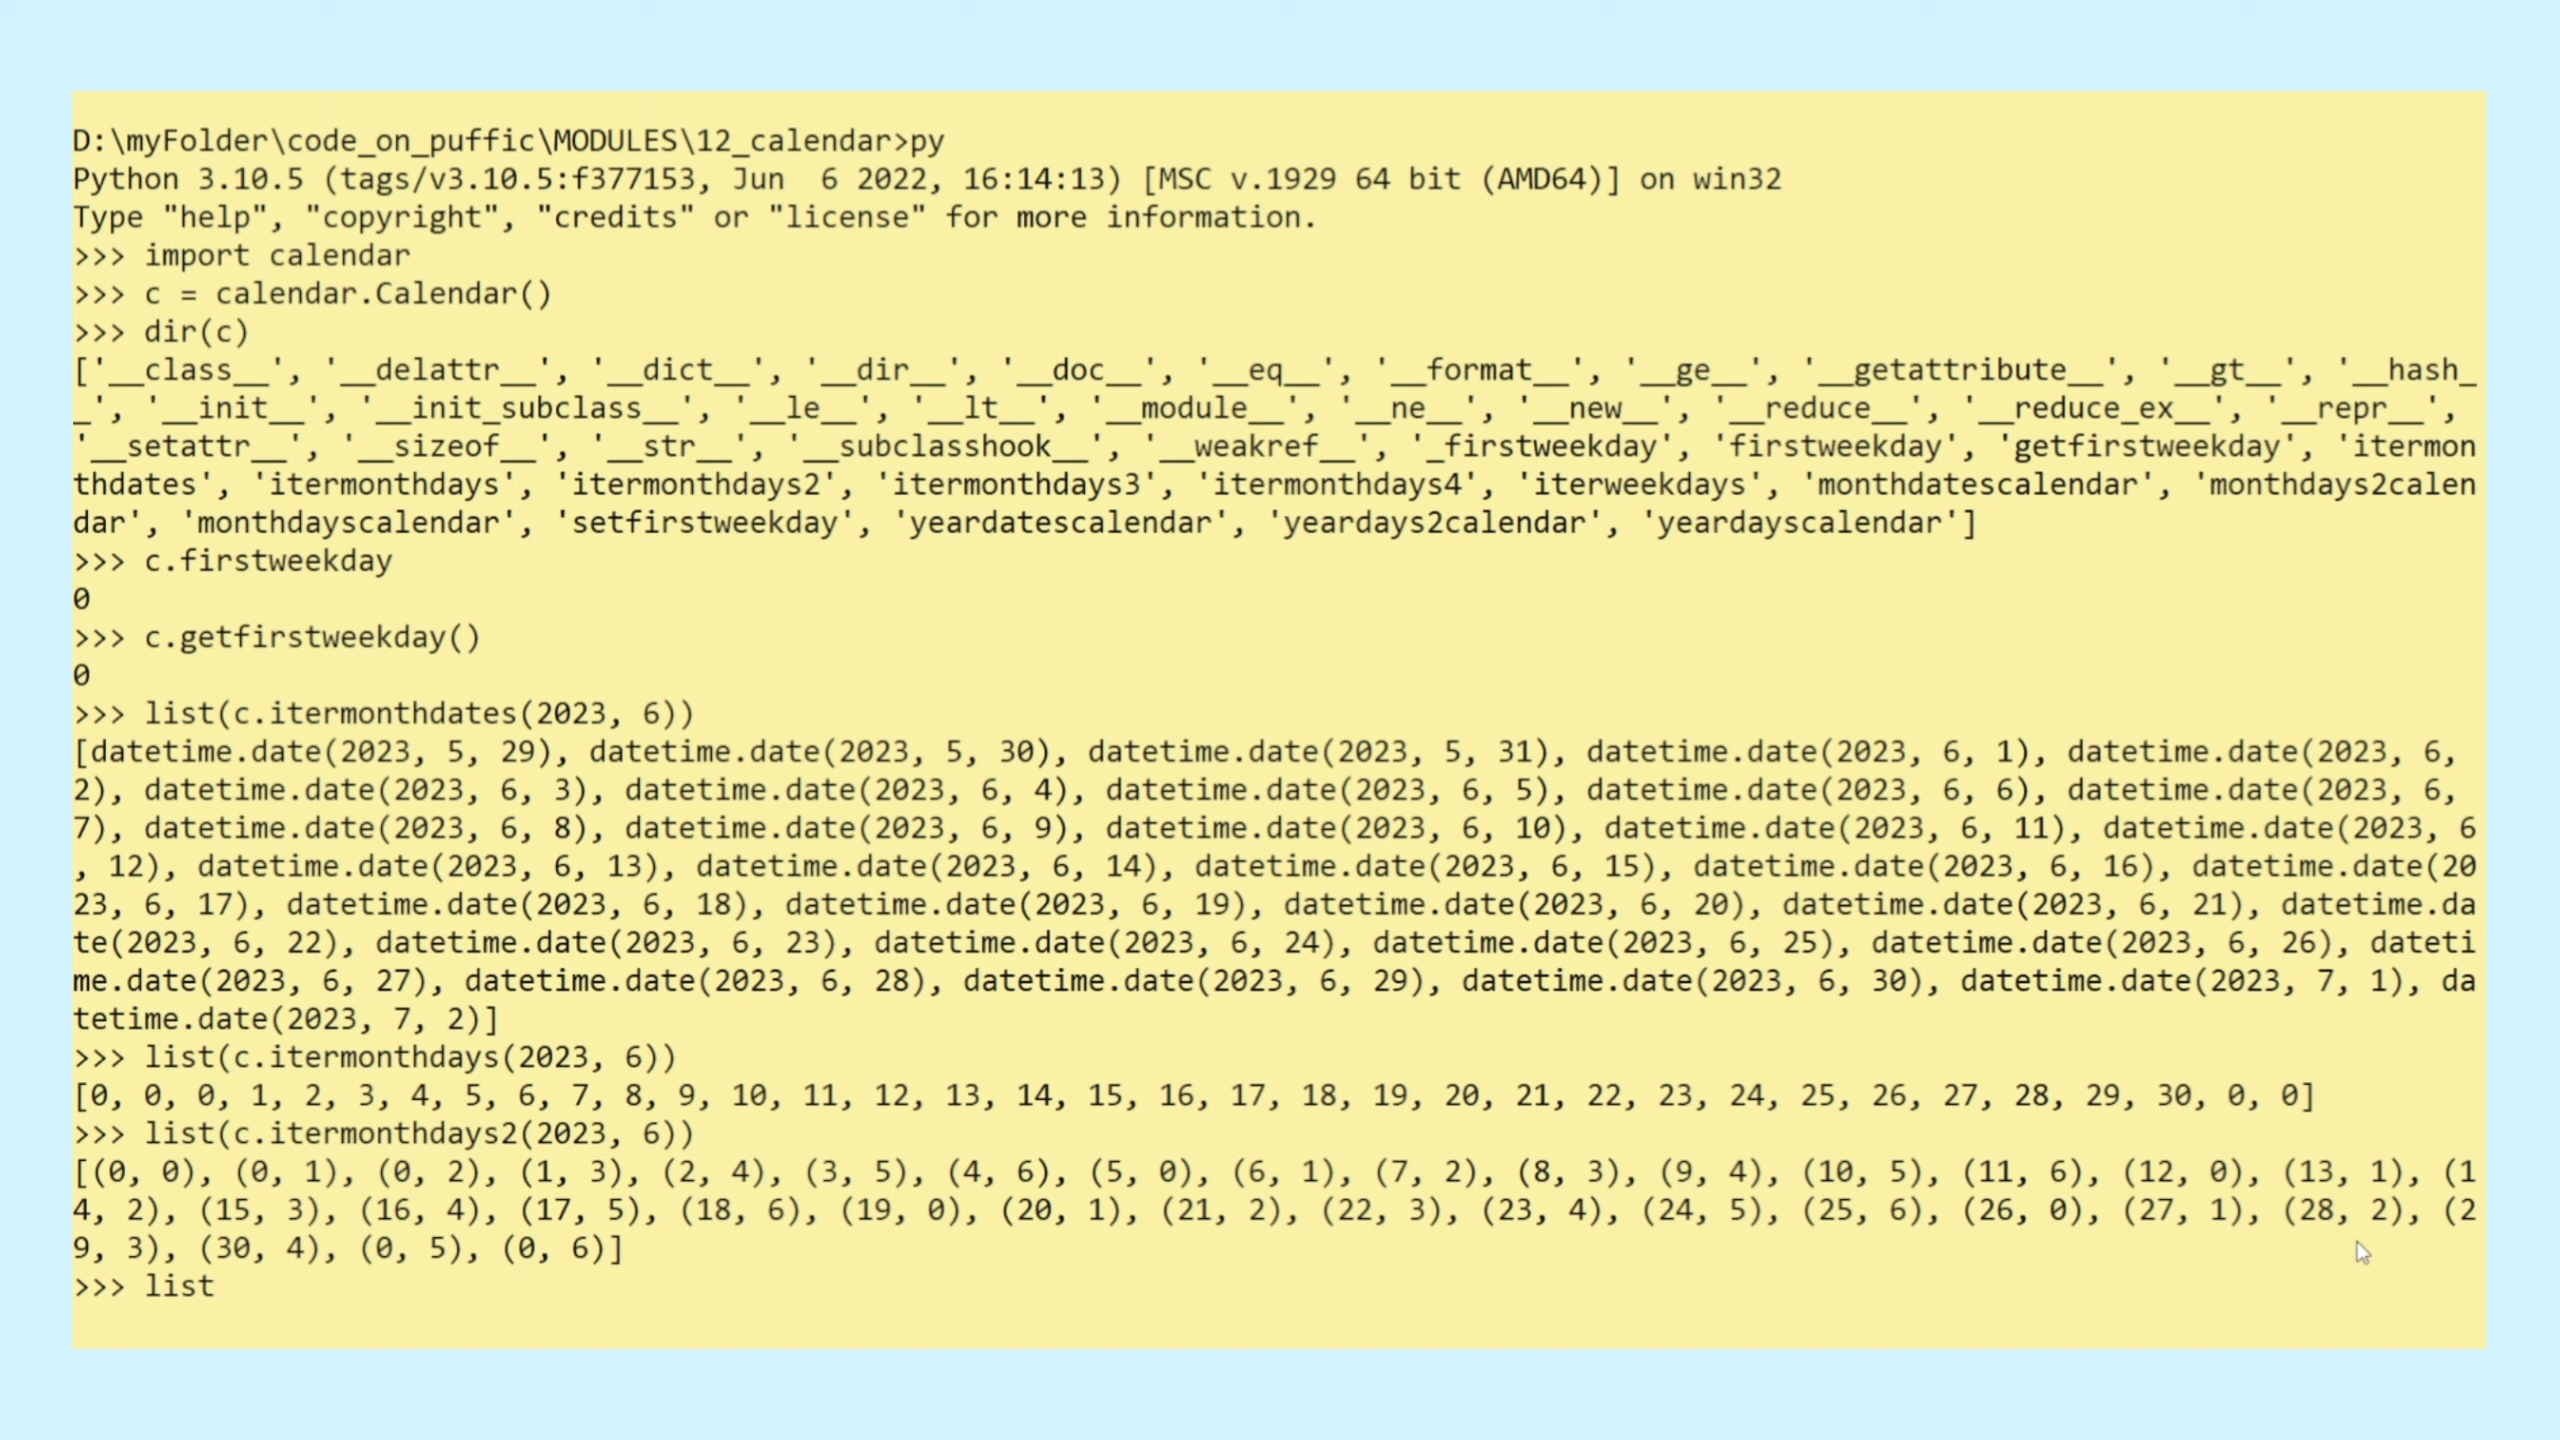 D:\myFolder\code_on_puffic\MODULES\12_calendar>py
Python 3.10.5 (tags/v3.10.5:f377153, Jun  6 2022, 16:14:13) [MSC v.1929 64 bit (AMD64)] on win32
Type "help", "copyright", "credits" or "license" for more information.
>>> import calendar
>>> c = calendar.Calendar()
>>> dir(c)
['__class__', '__delattr__', '__dict__', '__dir__', '__doc__', '__eq__', '__format__', '__ge__', '__getattribute__', '__gt__', '__hash_
_', '__init__', '__init_subclass__', '__le__', '__lt__', '__module__', '__ne__', '__new__', '__reduce__', '__reduce_ex__', '__repr__',
'__setattr__', '__sizeof__', '__str__', '__subclasshook__', '__weakref__', '_firstweekday', 'firstweekday', 'getfirstweekday', 'itermon
thdates', 'itermonthdays', 'itermonthdays2', 'itermonthdays3', 'itermonthdays4', 'iterweekdays', 'monthdatescalendar', 'monthdays2calen
dar', 'monthdayscalendar', 'setfirstweekday', 'yeardatescalendar', 'yeardays2calendar', 'yeardayscalendar']
>>> c.firstweekday
0
>>> c.getfirstweekday()
0
>>> list(c.itermonthdates(2023, 6))
[datetime.date(2023, 5, 29), datetime.date(2023, 5, 30), datetime.date(2023, 5, 31), datetime.date(2023, 6, 1), datetime.date(2023, 6,
2), datetime.date(2023, 6, 3), datetime.date(2023, 6, 4), datetime.date(2023, 6, 5), datetime.date(2023, 6, 6), datetime.date(2023, 6,
7), datetime.date(2023, 6, 8), datetime.date(2023, 6, 9), datetime.date(2023, 6, 10), datetime.date(2023, 6, 11), datetime.date(2023, 6
, 12), datetime.date(2023, 6, 13), datetime.date(2023, 6, 14), datetime.date(2023, 6, 15), datetime.date(2023, 6, 16), datetime.date(20
23, 6, 17), datetime.date(2023, 6, 18), datetime.date(2023, 6, 19), datetime.date(2023, 6, 20), datetime.date(2023, 6, 21), datetime.da
te(2023, 6, 22), datetime.date(2023, 6, 23), datetime.date(2023, 6, 24), datetime.date(2023, 6, 25), datetime.date(2023, 6, 26), dateti
me.date(2023, 6, 27), datetime.date(2023, 6, 28), datetime.date(2023, 6, 29), datetime.date(2023, 6, 30), datetime.date(2023, 7, 1), da
tetime.date(2023, 7, 2)]
>>> list(c.itermonthdays(2023, 6))
[0, 0, 0, 1, 2, 3, 4, 5, 6, 7, 8, 9, 10, 11, 12, 13, 14, 15, 16, 17, 18, 19, 20, 21, 22, 23, 24, 25, 26, 27, 28, 29, 30, 0, 0]
>>> list(c.itermonthdays2(2023, 6))
[(0, 0), (0, 1), (0, 2), (1, 3), (2, 4), (3, 5), (4, 6), (5, 0), (6, 1), (7, 2), (8, 3), (9, 4), (10, 5), (11, 6), (12, 0), (13, 1), (1
4, 2), (15, 3), (16, 4), (17, 5), (18, 6), (19, 0), (20, 1), (21, 2), (22, 3), (23, 4), (24, 5), (25, 6), (26, 0), (27, 1), (28, 2), (2
9, 3), (30, 4), (0, 5), (0, 6)]
>>> list